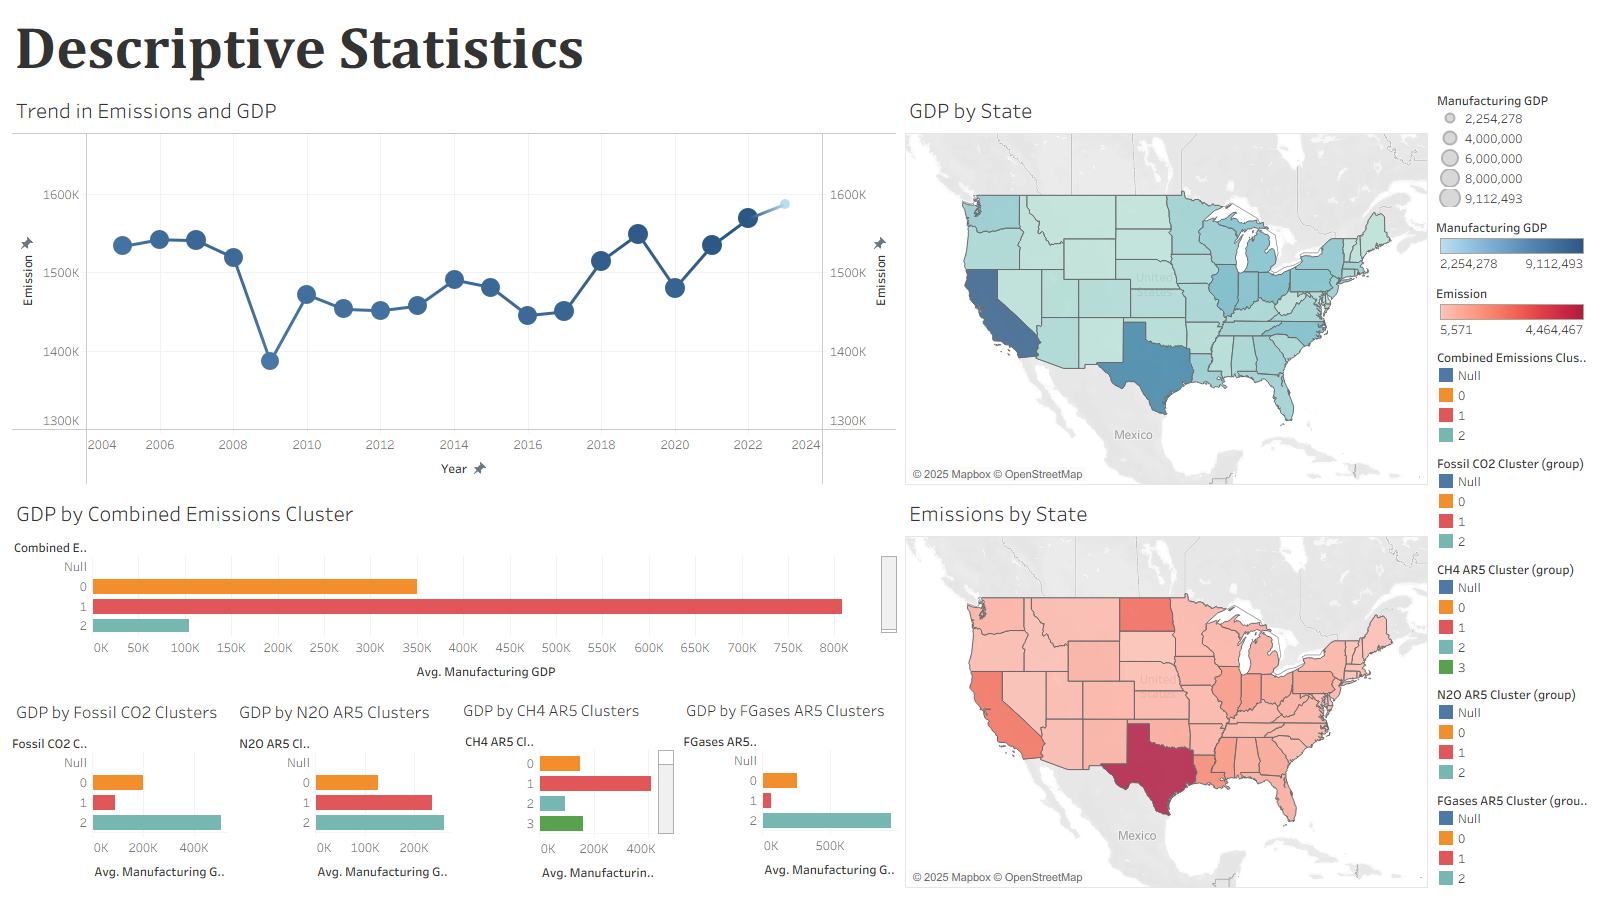 Descriptive Statistics
Trend in Emissions and GDP
1600K
1500K
1400K
1300K
Emission
1600K
1500K
1400K
1300K
Emission
2004
2006
2008
2010
2012
2014
2016
2018
2020
2022
2024
Year
GDP by State
United
States
Mexico
© 2025 Mapbox © OpenStreetMap
GDP by Combined Emissions Cluster
Combined E..
Null
0
1
2
0K 50K 100K 150K 200K 250K 300K 350K 400K 450K 500K 550K 600K 650K 700K 750K 800K
Avg. Manufacturing GDP
GDP by Fossil CO2 Clusters
Fossil CO2 C..
Null
0
1
2
0K 200K 400K
Avg. Manufacturing G..
GDP by N2O AR5 Clusters
N2O AR5 Cl..
Null
0
1
2
0K 100K 200K
Avg. Manufacturing G..
GDP by CH4 AR5 Clusters
CH4 AR5 Cl..
0
1
2
3
0K 200K 400K
Avg. Manufacturin..
GDP by FGases AR5 Clusters
FGases AR5..
Null
0
1
2
0K 500K
Avg. Manufacturing G..
Emissions by State
United
States
Mexico
© 2025 Mapbox © OpenStreetMap
Manufacturing GDP
2,254,278
4,000,000
6,000,000
8,000,000
9,112,493
Manufacturing GDP
2,254,278 9,112,493
Emission
5,571 4,464,467
Combined Emissions Clus..
Null
0
1
2
Fossil CO2 Cluster (group)
Null
0
1
2
CH4 AR5 Cluster (group)
Null
0
1
2
3
N2O AR5 Cluster (group)
Null
0
1
2
FGases AR5 Cluster (grou..
Null
0
1
2